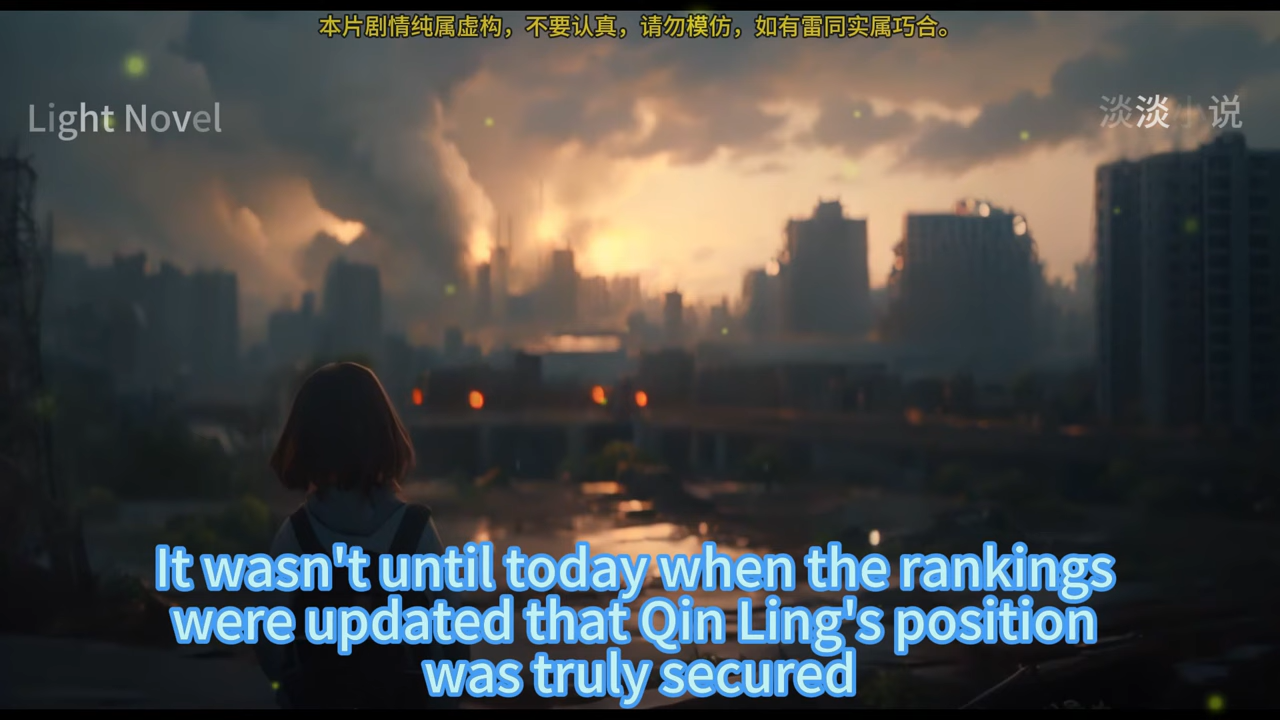 本片剧情纯属虚构，不要认真，请勿模仿，如有雷同实属巧合。
Light Novel
淡淡小说
It wasn't until today when the rankings
were updated that Qin Ling's position
was truly secured